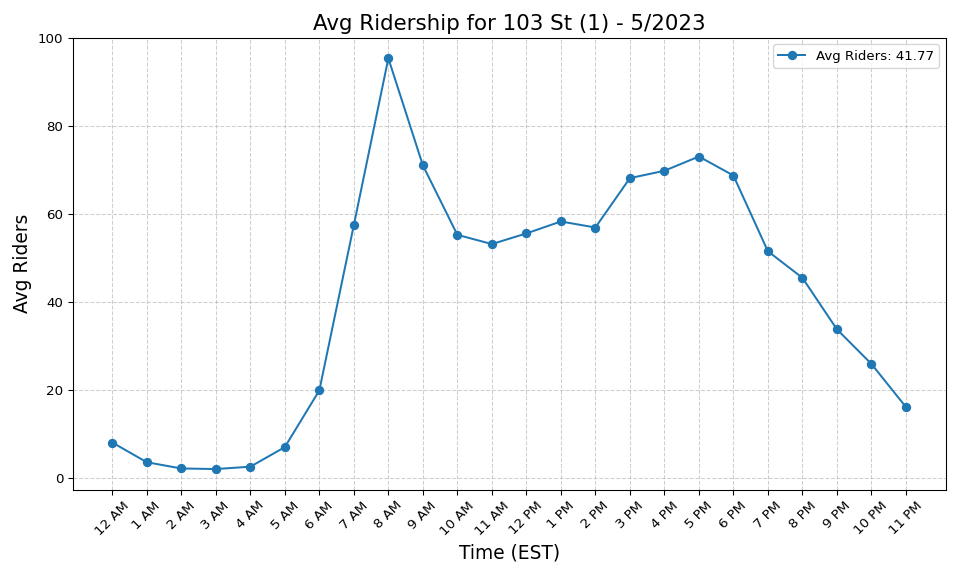 Avg Ridership for 103 St (1) - 5/2023
Avg Riders: 41.77
Avg Riders
100
80
60
40
20
0
12 AM
1 AM
2 AM
3 AM
4 AM
5 AM
6 AM
7 AM
8 AM
9 AM
10 AM
11 AM
12 PM
1 PM
2 PM
3 PM
4 PM
5 PM
6 PM
7 PM
8 PM
9 PM
10 PM
11 PM
Time (EST)